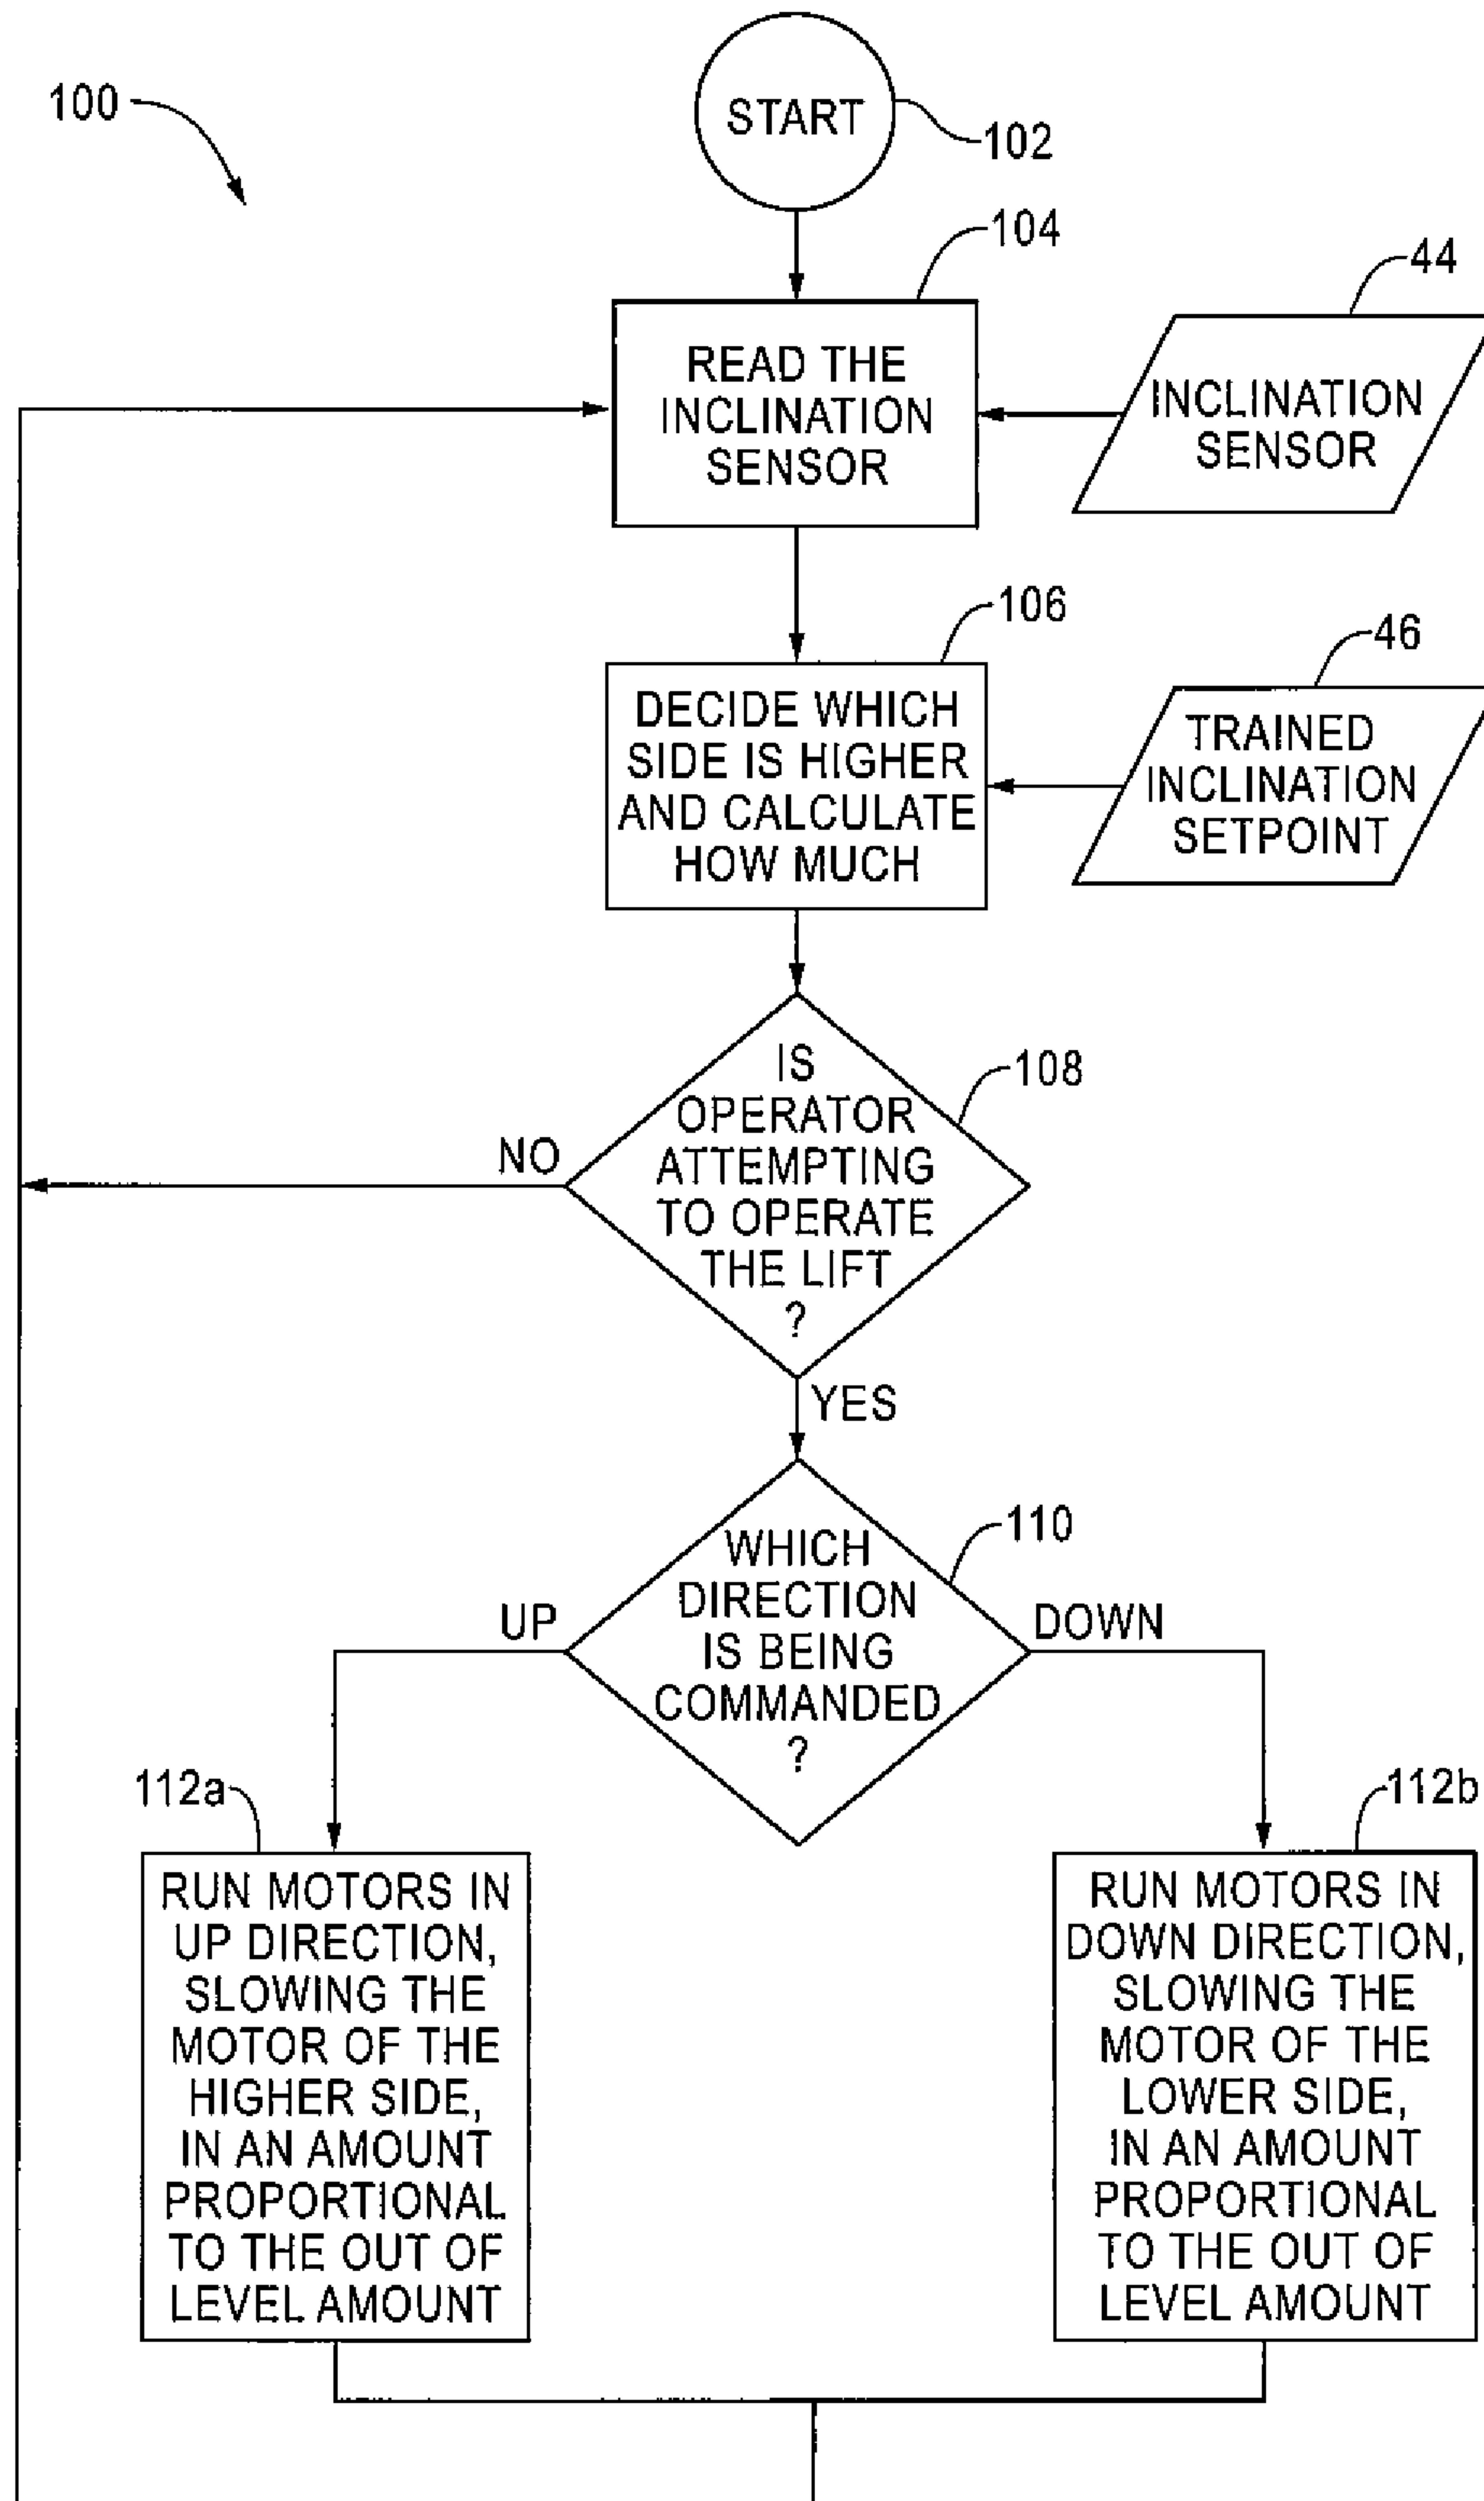 100
START
102
104
44
READ THE
INCLINATION
SENSOR
INCLINATION
SENSOR
106
46
DECIDE WHICH
SIDE IS HIGHER
AND CALCULATE
HOW MUCH
TRAINED
INCLINATION
SETPOINT
108
IS
OPERATOR
ATTEMPTING
TO OPERATE
THE LIFT
?
NO
YES
110
WHICH
DIRECTION
IS BEING
COMMANDED
?
UP
DOWN
112a
112b
RUN MOTORS IN
UP DIRECTION,
SLOWING THE
MOTOR OF THE
HIGHER SIDE,
IN AN AMOUNT
PROPORTIONAL
TO THE OUT OF
LEVEL AMOUNT
RUN MOTORS IN
DOWN DIRECTION,
SLOWING THE
MOTOR OF THE
LOWER SIDE,
IN AN AMOUNT
PROPORTIONAL
TO THE OUT OF
LEVEL AMOUNT